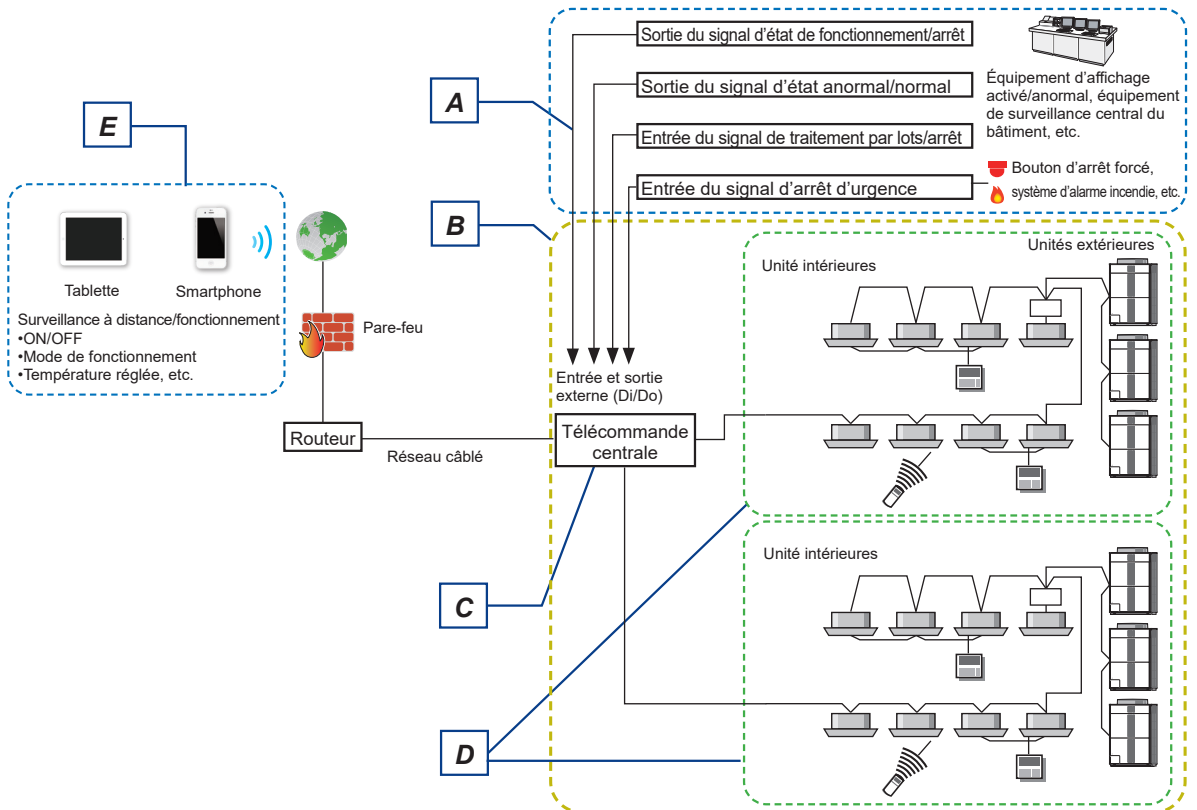 Sortie du signal d'état de fonctionnement/arrêt
Sortie du signal d'état anormal/normal
Entrée du signal de traitement par lots/arrêt
Entrée du signal d'arrêt d'urgence
Équipement d'affichage
activé/anormal, équipement
de surveillance central du
bâtiment, etc.
Bouton d'arrêt forcé,
système d'alarme incendie, etc.
A
E
B
Tablette
Smartphone
Surveillance à distance/fonctionnement
•ON/OFF
•Mode de fonctionnement
•Température réglée, etc.
Pare-feu
Routeur
Réseau câblé
Entrée et sortie
externe (Di/Do)
Télécommande
centrale
Unités extérieures
Unité intérieures
C
D
Unité intérieures